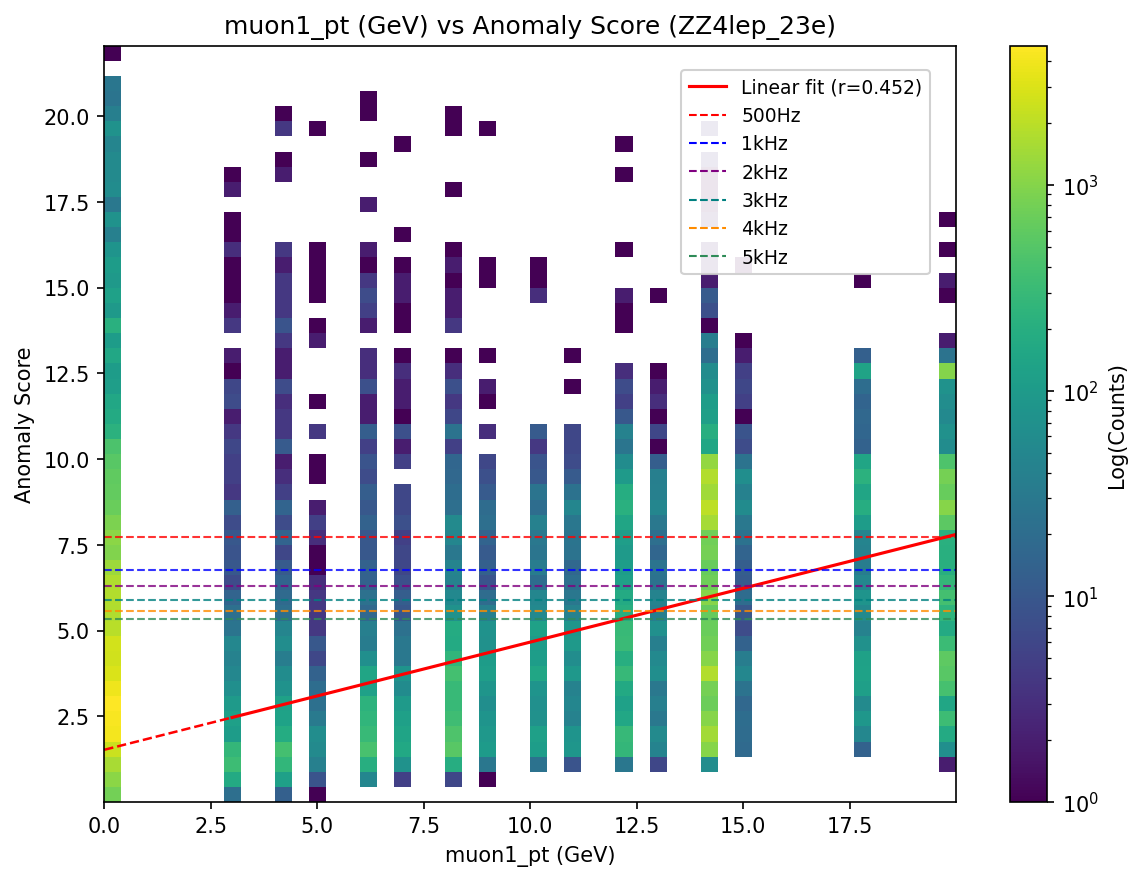 muon1_pt (GeV) vs Anomaly Score (ZZ4lep_23e)
Linear fit (r=0.452)
500Hz
1kHz
2kHz
3kHz
4kHz
5kHz
Anomaly Score
20.0
17.5
15.0
12.5
10.0
7.5
5.0
2.5
0.0
2.5
5.0
7.5
10.0
12.5
15.0
17.5
muon1_pt (GeV)
10³
10²
10¹
10⁰
Log(Counts)